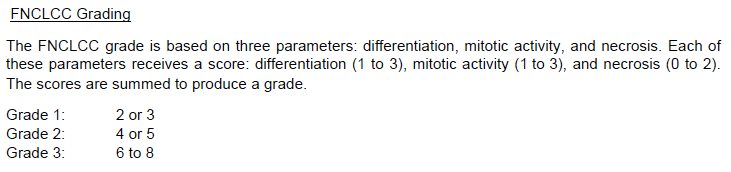 FNCLCC Grading
The FNCLCC grade is based on three parameters: differentiation, mitotic activity, and necrosis. Each of
these parameters receives a score: differentiation (1 to 3), mitotic activity (1 to 3), and necrosis (0 to 2).
The scores are summed to produce a grade.
Grade 1: 2 or 3
Grade 2: 4 or 5
Grade 3: 6 to 8